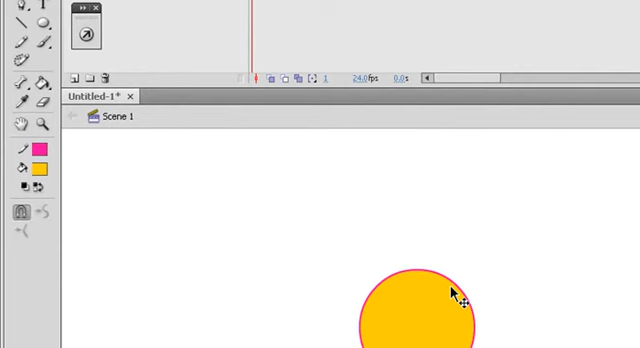 T
1 24.0fps 0.0s
Untitled-1* ×
Scene 1